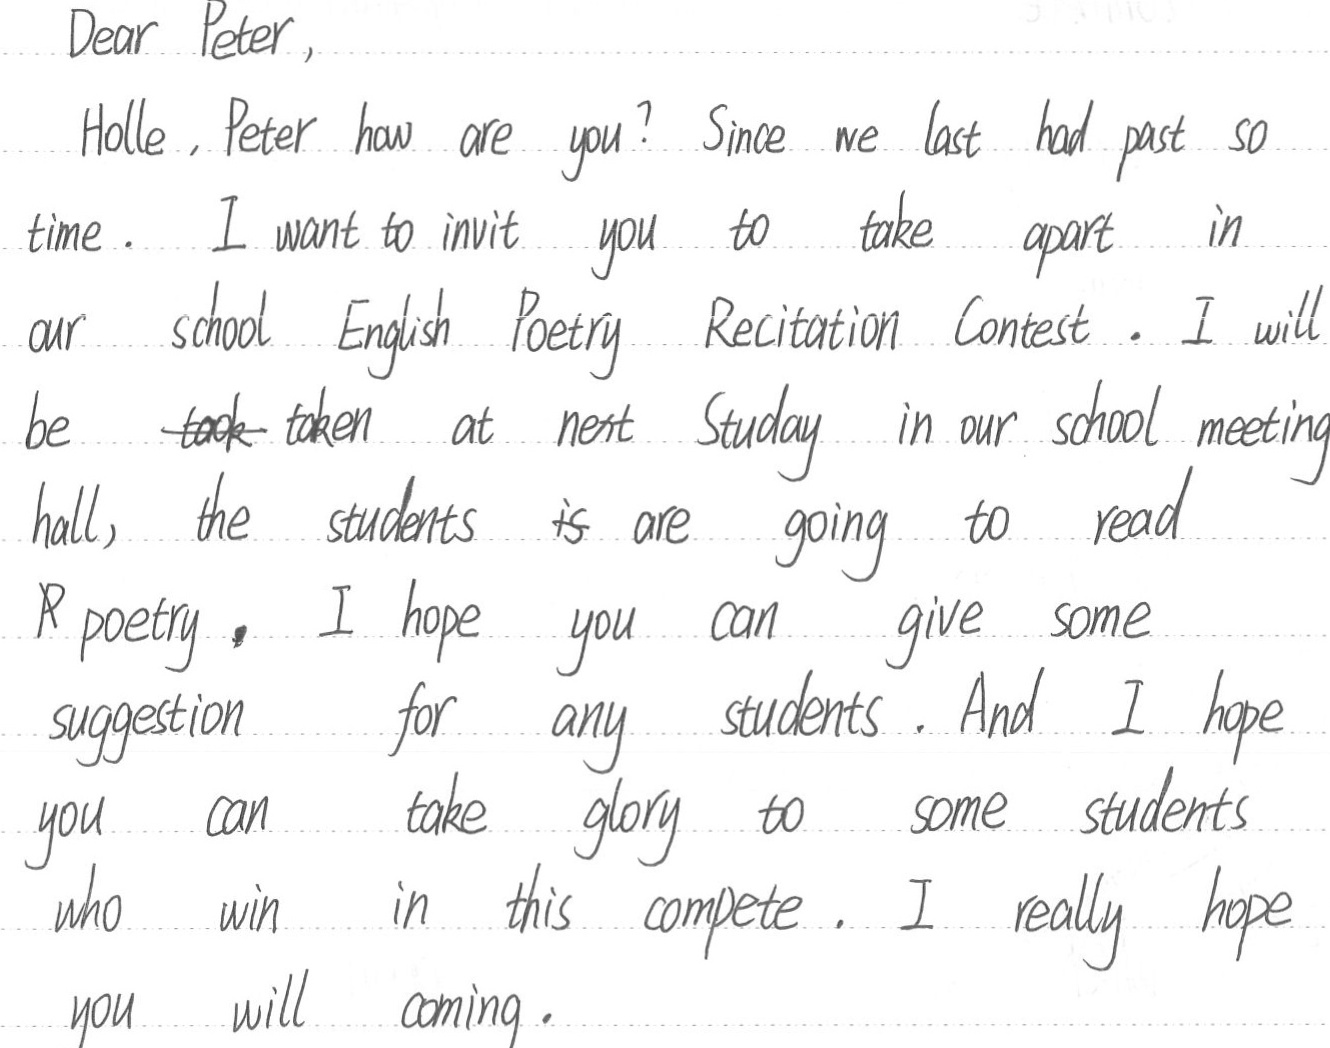 Dear Peter,
Holle, Peter how are you? Since we last had past so
time. I want to invit you to take apart in
our school English Poetry Recitation Contest. I will
be took taken at next Studay in our school meeting
hall, the students is are going to read
R poetry. I hope you can give some
suggestion for any students. And I hope
you can take glory to some students
who win in this compete. I really hope
you will coming.